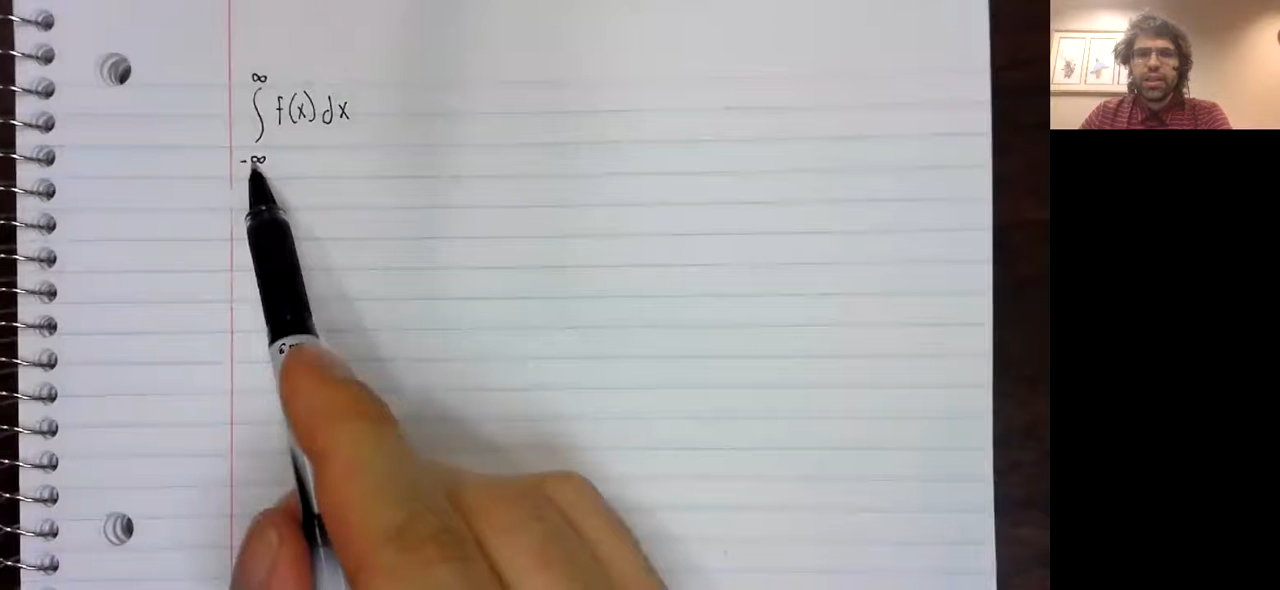 ∫_{-∞}^{∞} f(x) dx